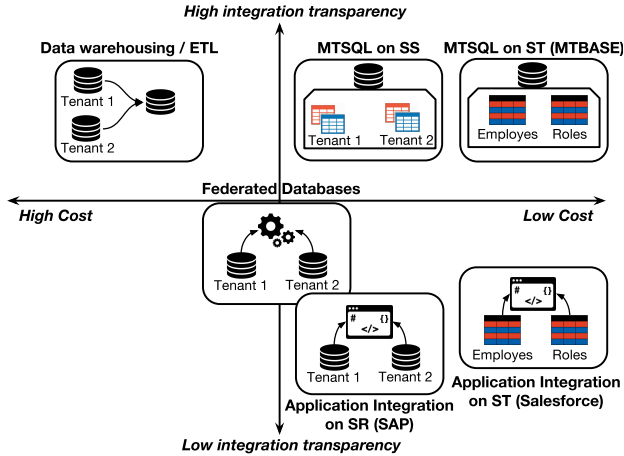 High integration transparency
Data warehousing / ETL
MTSQL on SS
MTSQL on ST (MTBASE)
Tenant 1
Tenant 2
Tenant 1
Tenant 2
Employes
Roles
Federated Databases
High Cost
Low Cost
Tenant 1
Tenant 2
# {}
</>
Tenant 1
Tenant 2
# {}
</>
Employes
Roles
Application Integration
on SR (SAP)
Application Integration
on ST (Salesforce)
Low integration transparency